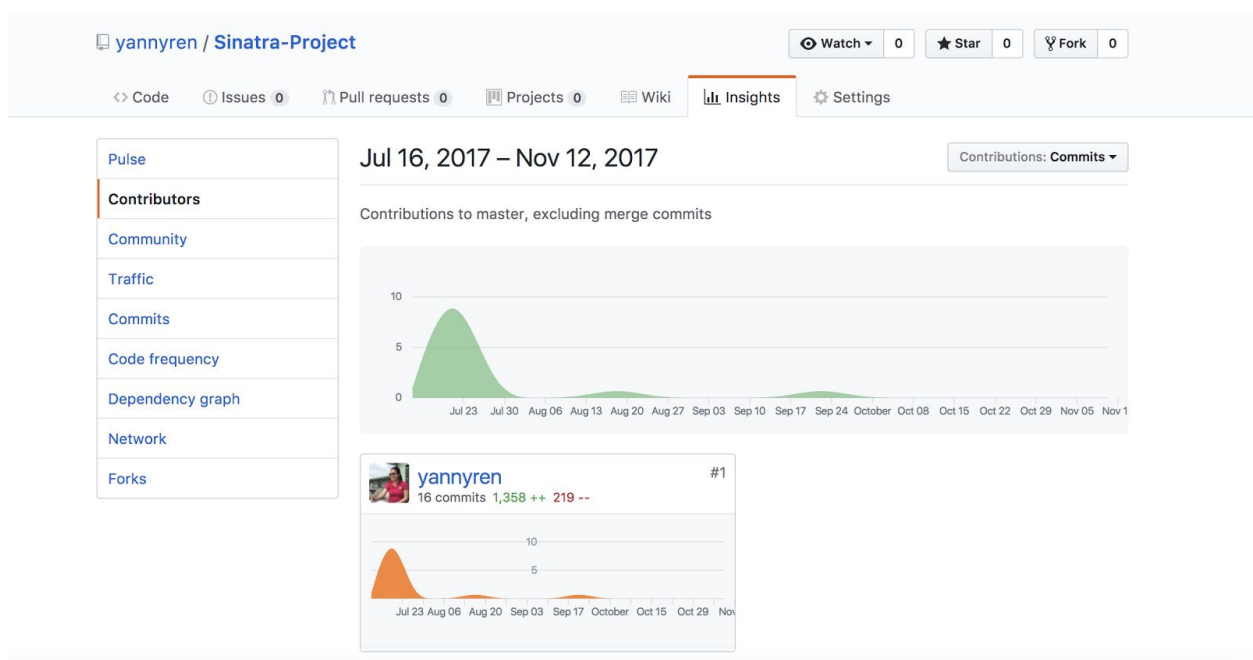 yannyren / Sinatra-Project
Watch 0 Star 0 Fork 0
Code Issues 0 Pull requests 0 Projects 0 Wiki Insights Settings
Pulse
Contributors
Community
Traffic
Commits
Code frequency
Dependency graph
Network
Forks
Jul 16, 2017 – Nov 12, 2017
Contributions: Commits
Contributions to master, excluding merge commits
10
5
0
Jul 23 Jul 30 Aug 06 Aug 13 Aug 20 Aug 27 Sep 03 Sep 10 Sep 17 Sep 24 October Oct 08 Oct 15 Oct 22 Oct 29 Nov 05 Nov 1
yannyren #1
16 commits 1,358 ++ 219 --
10
5
Jul 23 Aug 06 Aug 20 Sep 03 Sep 17 October Oct 15 Oct 29 Nov